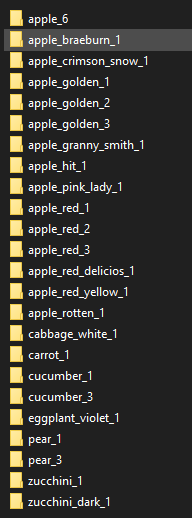 apple_6
apple_braeburn_1
apple_crimson_snow_1
apple_golden_1
apple_golden_2
apple_golden_3
apple_granny_smith_1
apple_hit_1
apple_pink_lady_1
apple_red_1
apple_red_2
apple_red_3
apple_red_delicios_1
apple_red_yellow_1
apple_rotten_1
cabbage_white_1
carrot_1
cucumber_1
cucumber_3
eggplant_violet_1
pear_1
pear_3
zucchini_1
zucchini_dark_1